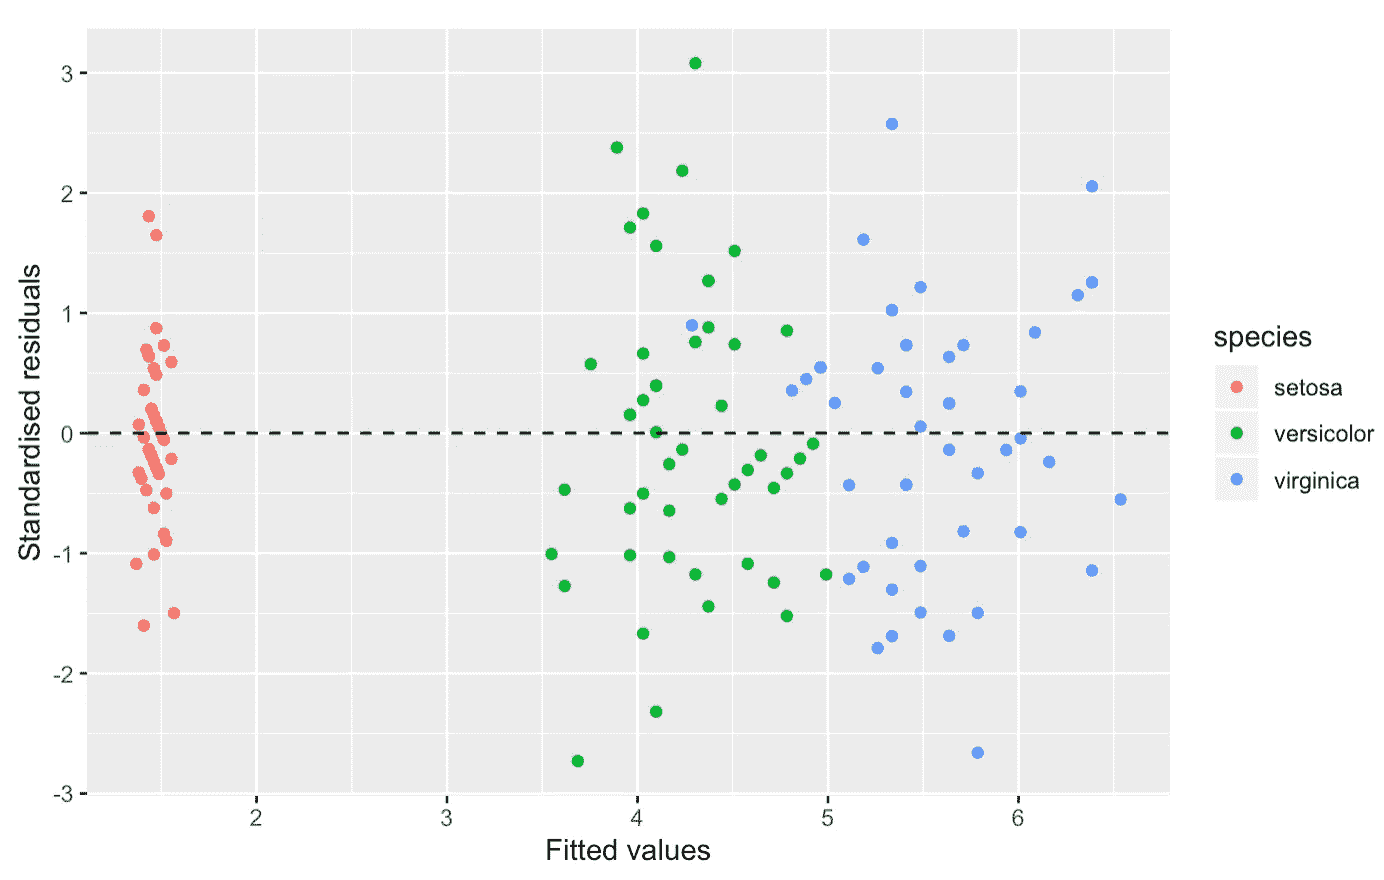 3
2
1
0
-1
-2
-3
Standardised residuals
2 3 4 5 6
Fitted values
species
setosa
versicolor
virginica